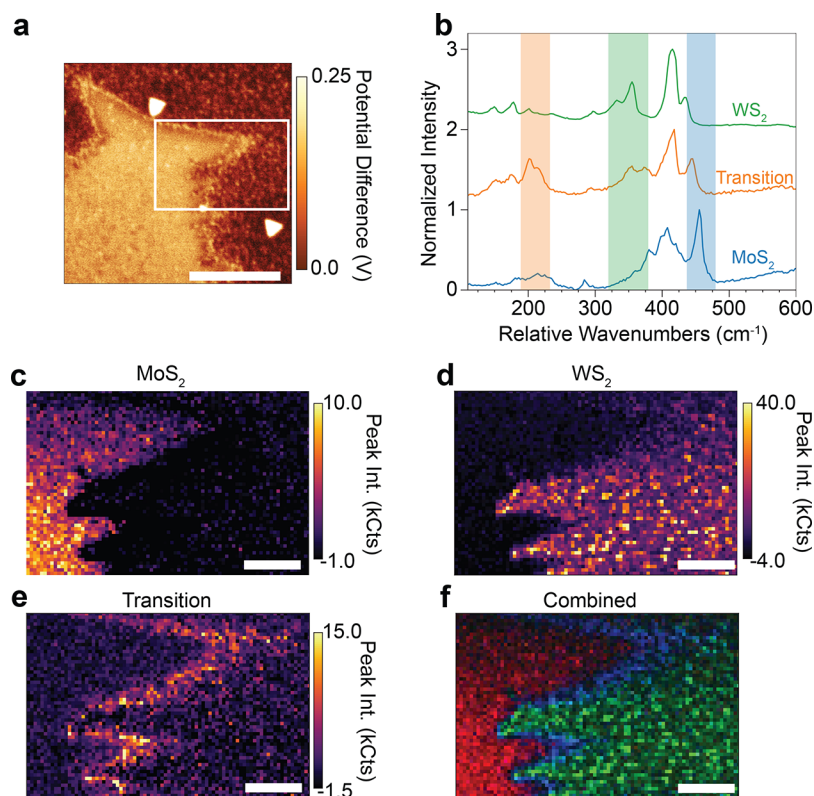 a
0.25
Potential Difference (V)
0.0
b
Normalized Intensity
3
2
1
0
WS2
Transition
MoS2
200
300
400
500
600
Relative Wavenumbers (cm-1)
c
MoS2
10.0
Peak Int. (kCts)
-1.0
d
WS2
40.0
Peak Int. (kCts)
-4.0
e
Transition
15.0
Peak Int. (kCts)
-1.5
f
Combined